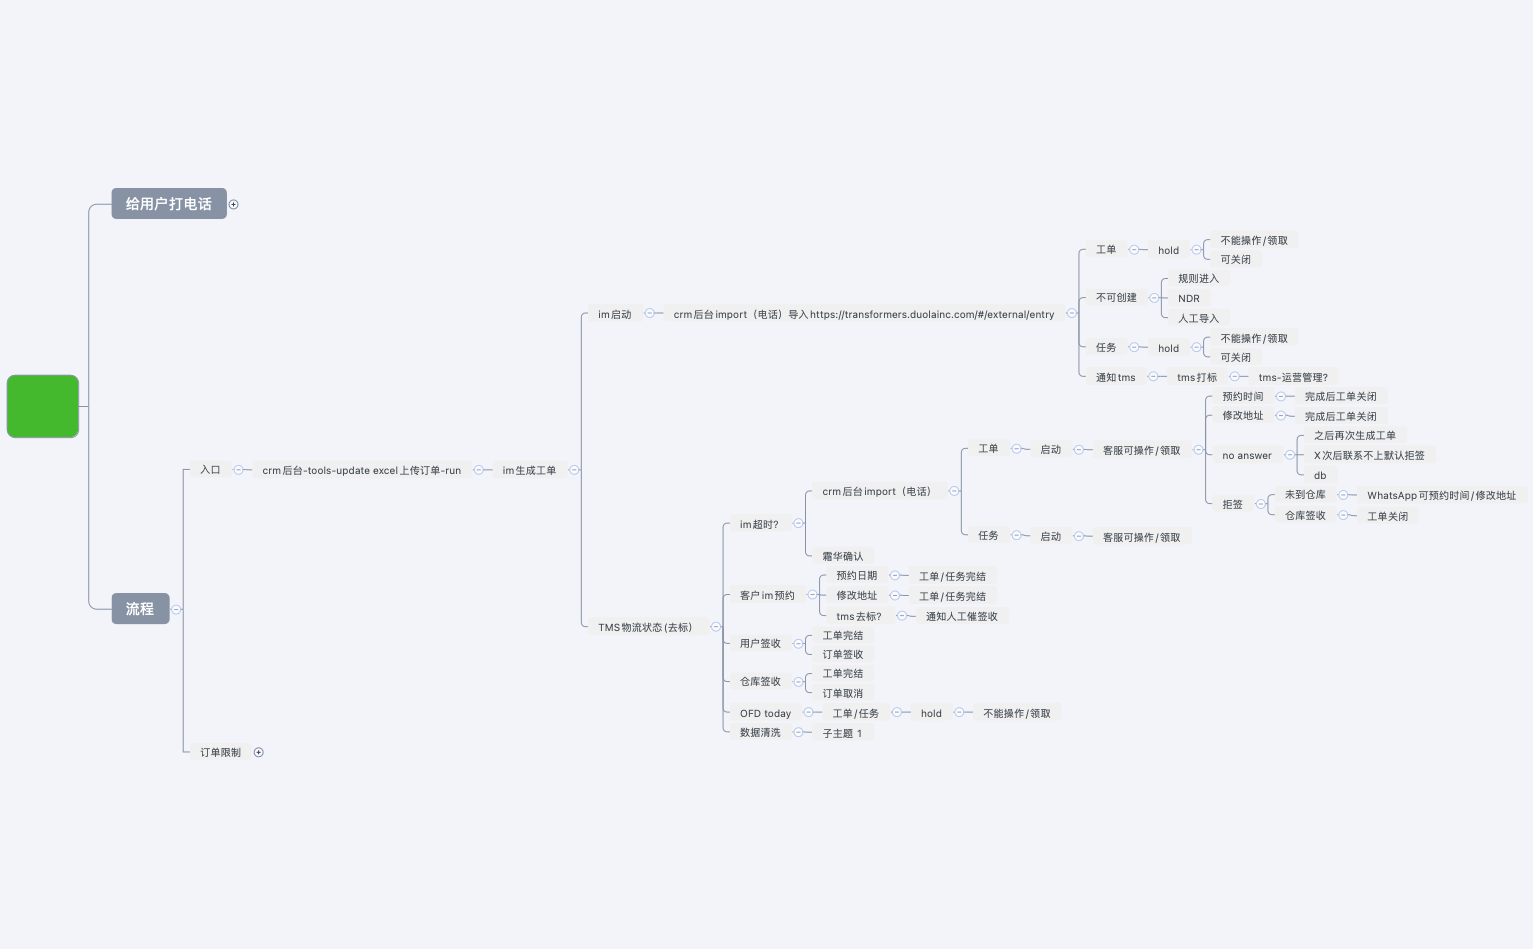 给用户打电话
流程
入口
crm后台-tools-update excel上传订单-run
im生成工单
im启动
crm后台import（电话）导入https://transformers.duolainc.com/#/external/entry
工单
hold
不能操作/领取
可关闭
不可创建
规则进入
NDR
人工导入
任务
hold
不能操作/领取
可关闭
通知tms
tms打标
tms-运营管理?
TMS物流状态(去标)
im超时?
crm后台import（电话）
工单
启动
客服可操作/领取
预约时间
完成后工单关闭
修改地址
完成后工单关闭
no answer
之后再次生成工单
X次后联系不上默认拒签
db
拒签
未到仓库
WhatsApp可预约时间/修改地址
仓库签收
工单关闭
任务
启动
客服可操作/领取
霜华确认
客户im预约
预约日期
工单/任务完结
修改地址
工单/任务完结
tms去标?
通知人工催签收
用户签收
工单完结
订单签收
仓库签收
工单完结
订单取消
OFD today
工单/任务
hold
不能操作/领取
数据清洗
子主题 1
订单限制